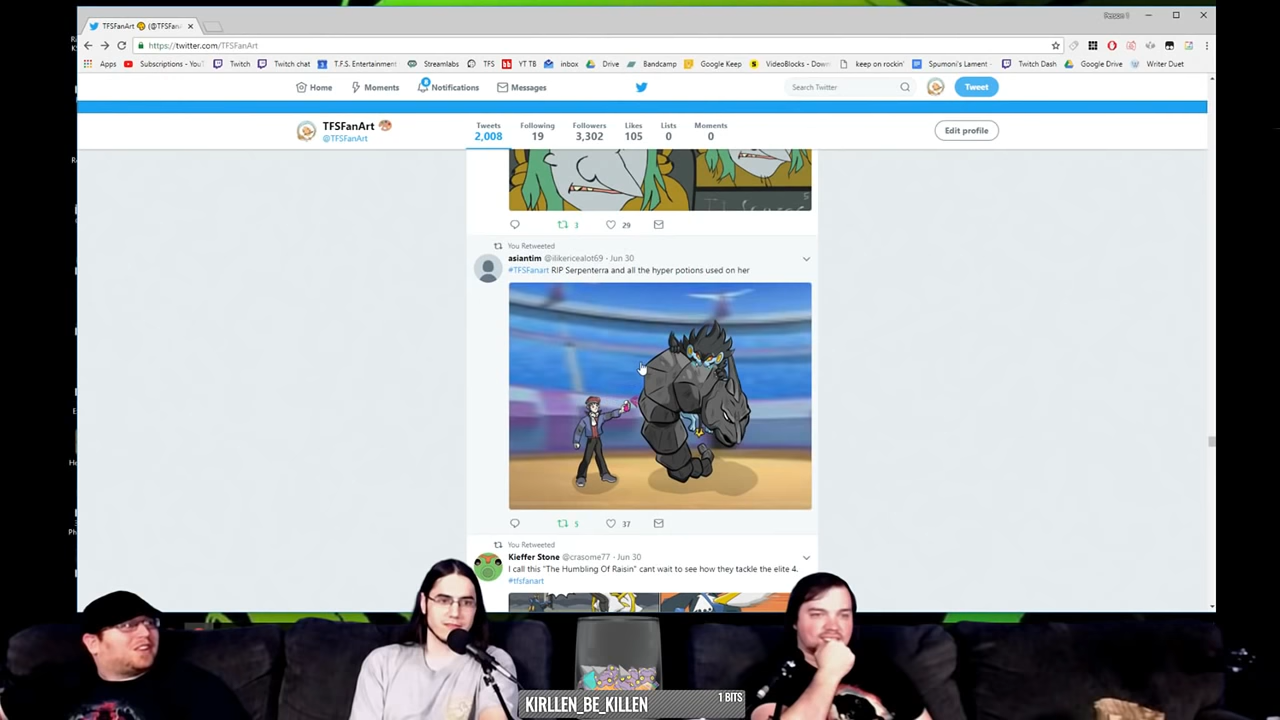 TFSFanArt (@TFSFan
Person 1
https://twitter.com/TFSFanArt
Apps Subscriptions - You Twitch Twitch chat T.F.S. Entertainment Streamlabs TFS YT TB inbox Drive Bandcamp Google Keep VideoBlocks - Down keep on rockin' Spumoni's Lament - Twitch Dash Google Drive Writer Duet
Home Moments Notifications Messages Search Twitter Tweet
TFSFanArt
@TFSFanArt
Tweets Following Followers Likes Lists Moments
2,008 19 3,302 105 0 0
Edit profile
3 29
You Retweeted
asiantim @ilikericealot69 · Jun 30
#TFSFanart RIP Serpenterra and all the hyper potions used on her
5 37
You Retweeted
Kieffer Stone @crasome77 · Jun 30
I call this "The Humbling Of Raisin" cant wait to see how they tackle the elite 4.
#tfsfanart
KIRLLEN_BE_KILLEN 1 BITS